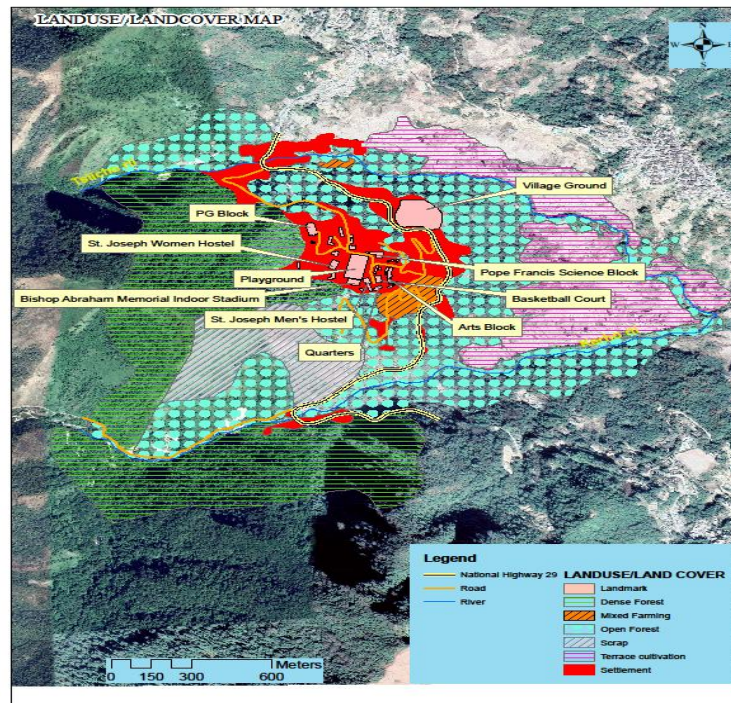 LANDUSE/ LANDCOVER MAP
N
W
E
S
Village Ground
PG Block
St. Joseph Women Hostel
Pope Francis Science Block
Playground
Bishop Abraham Memorial Indoor Stadium
Basketball Court
St. Joseph Men's Hostel
Arts Block
Quarters
Legend
National Highway 29
Road
River
LANDUSE/LAND COVER
Landmark
Dense Forest
Mixed Farming
Open Forest
Scrap
Terrace cultivation
Settlement
Meters
0 150 300 600